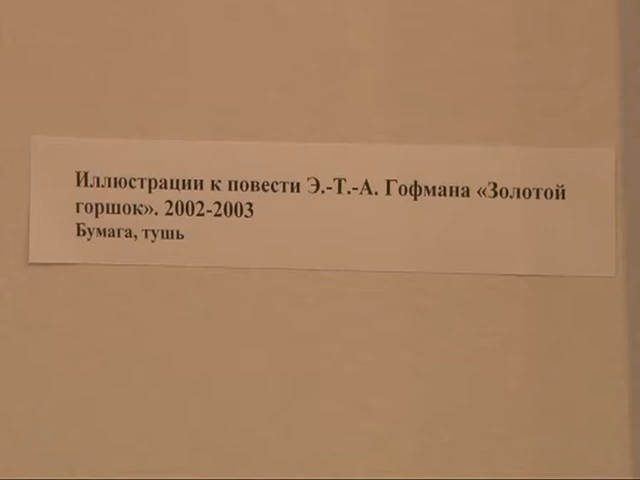 Иллюстрации к повести Э.-Т.-А. Гофмана «Золотой
горшок». 2002-2003
Бумага, тушь